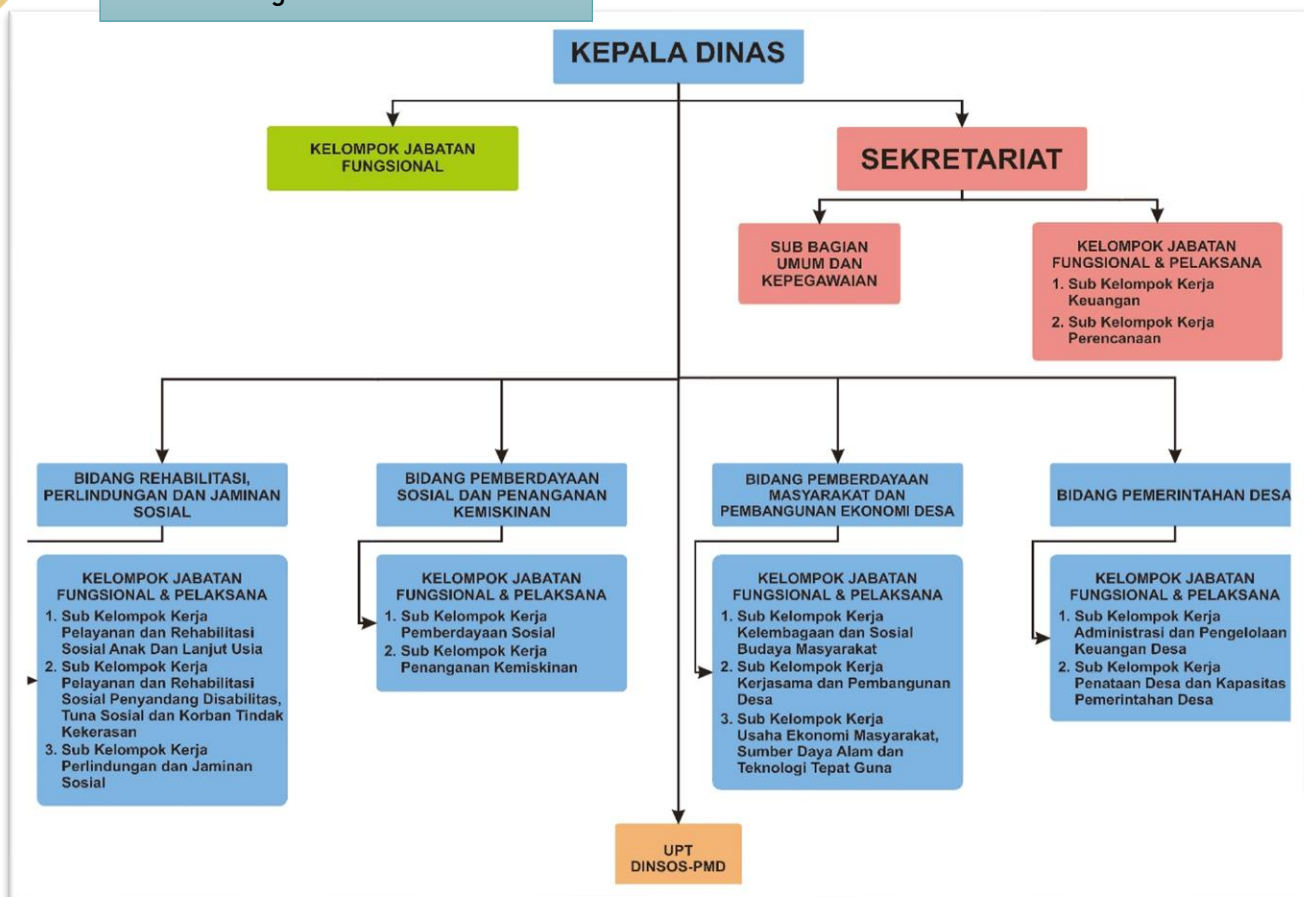 KEPALA DINAS
KELOMPOK JABATAN
FUNGSIONAL
SEKRETARIAT
SUB BAGIAN
UMUM DAN
KEPEGAWAIAN
KELOMPOK JABATAN
FUNGSIONAL & PELAKSANA
1. Sub Kelompok Kerja
Keuangan
2. Sub Kelompok Kerja
Perencanaan
BIDANG REHABILITASI,
PERLINDUNGAN DAN JAMINAN
SOSIAL
BIDANG PEMBERDAYAAN
SOSIAL DAN PENANGANAN
KEMISKINAN
BIDANG PEMBERDAYAAN
MASYARAKAT DAN
PEMBANGUNAN EKONOMI DESA
BIDANG PEMERINTAHAN DESA
KELOMPOK JABATAN
FUNGSIONAL & PELAKSANA
1. Sub Kelompok Kerja
Pelayanan dan Rehabilitasi
Sosial Anak Dan Lanjut Usia
2. Sub Kelompok Kerja
Pelayanan dan Rehabilitasi
Sosial Penyandang Disabilitas,
Tuna Sosial dan Korban Tindak
Kekerasan
3. Sub Kelompok Kerja
Perlindungan dan Jaminan
Sosial
KELOMPOK JABATAN
FUNGSIONAL & PELAKSANA
1. Sub Kelompok Kerja
Pemberdayaan Sosial
2. Sub Kelompok Kerja
Penanganan Kemiskinan
KELOMPOK JABATAN
FUNGSIONAL & PELAKSANA
1. Sub Kelompok Kerja
Kelembagaan dan Sosial
Budaya Masyarakat
2. Sub Kelompok Kerja
Kerjasama dan Pembangunan
Desa
3. Sub Kelompok Kerja
Usaha Ekonomi Masyarakat,
Sumber Daya Alam dan
Teknologi Tepat Guna
KELOMPOK JABATAN
FUNGSIONAL & PELAKSANA
1. Sub Kelompok Kerja
Administrasi dan Pengelolaan
Keuangan Desa
2. Sub Kelompok Kerja
Penataan Desa dan Kapasitas
Pemerintahan Desa
UPT
DINSOS-PMD